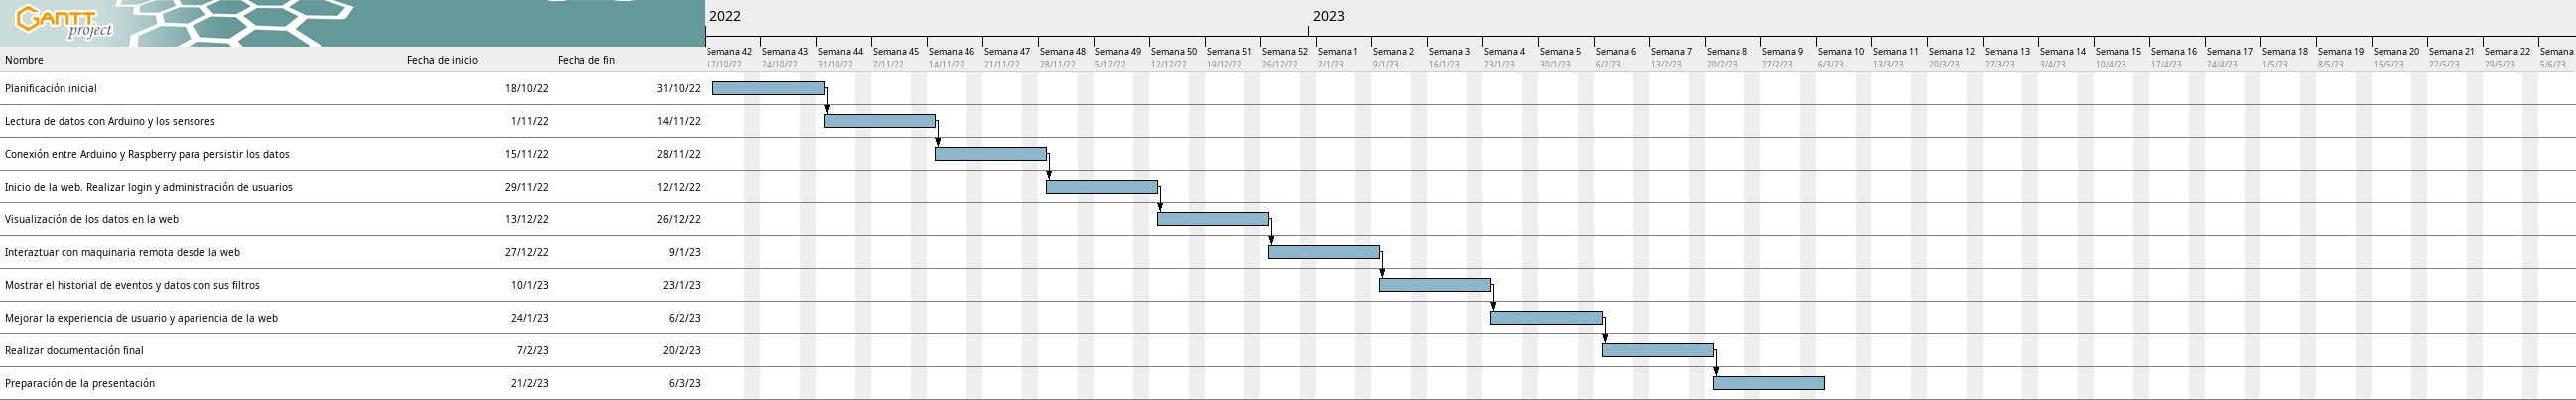 GANTT
project
2022 2023
Semana 42 Semana 43 Semana 44 Semana 45 Semana 46 Semana 47 Semana 48 Semana 49 Semana 50 Semana 51 Semana 52 Semana 1 Semana 2 Semana 3 Semana 4 Semana 5 Semana 6 Semana 7 Semana 8 Semana 9 Semana 10 Semana 11 Semana 12 Semana 13 Semana 14 Semana 15 Semana 16 Semana 17 Semana 18 Semana 19 Semana 20 Semana 21 Semana 22 Semana
Nombre Fecha de inicio Fecha de fin
17/10/22 24/10/22 31/10/22 7/11/22 14/11/22 21/11/22 28/11/22 5/12/22 12/12/22 19/12/22 26/12/22 2/1/23 9/1/23 16/1/23 23/1/23 30/1/23 6/2/23 13/2/23 20/2/23 27/2/23 6/3/23 13/3/23 20/3/23 27/3/23 3/4/23 10/4/23 17/4/23 24/4/23 1/5/23 8/5/23 15/5/23 22/5/23 29/5/23 5/6/23
Planificación inicial 18/10/22 31/10/22
Lectura de datos con Arduino y los sensores 1/11/22 14/11/22
Conexión entre Arduino y Raspberry para persistir los datos 15/11/22 28/11/22
Inicio de la web. Realizar login y administración de usuarios 29/11/22 12/12/22
Visualización de los datos en la web 13/12/22 26/12/22
Interaztuar con maquinaria remota desde la web 27/12/22 9/1/23
Mostrar el historial de eventos y datos con sus filtros 10/1/23 23/1/23
Mejorar la experiencia de usuario y apariencia de la web 24/1/23 6/2/23
Realizar documentación final 7/2/23 20/2/23
Preparación de la presentación 21/2/23 6/3/23